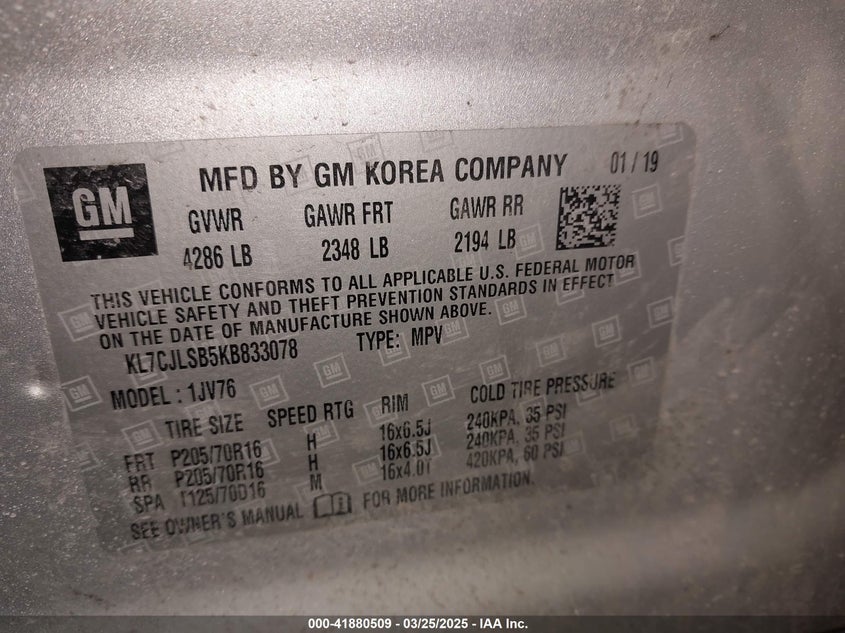 GM
MFD BY GM KOREA COMPANY 01 / 19
GVWR GAWR FRT GAWR RR
4286 LB 2348 LB 2194 LB
THIS VEHICLE CONFORMS TO ALL APPLICABLE U.S. FEDERAL MOTOR
VEHICLE SAFETY AND THEFT PREVENTION STANDARDS IN EFFECT
ON THE DATE OF MANUFACTURE SHOWN ABOVE.
KL7CJLSB5KB833078 TYPE: MPV
MODEL : 1JV76
TIRE SIZE SPEED RTG RIM COLD TIRE PRESSURE
FRT P205/70R16 H 16x6.5J 240KPA, 35 PSI
RR P205/70R16 H 16x6.5J 240KPA, 35 PSI
SPA T125/70D16 M 16x4.0T 420KPA, 60 PSI
SEE OWNER'S MANUAL FOR MORE INFORMATION.
000-41880509 - 03/25/2025 - IAA Inc.